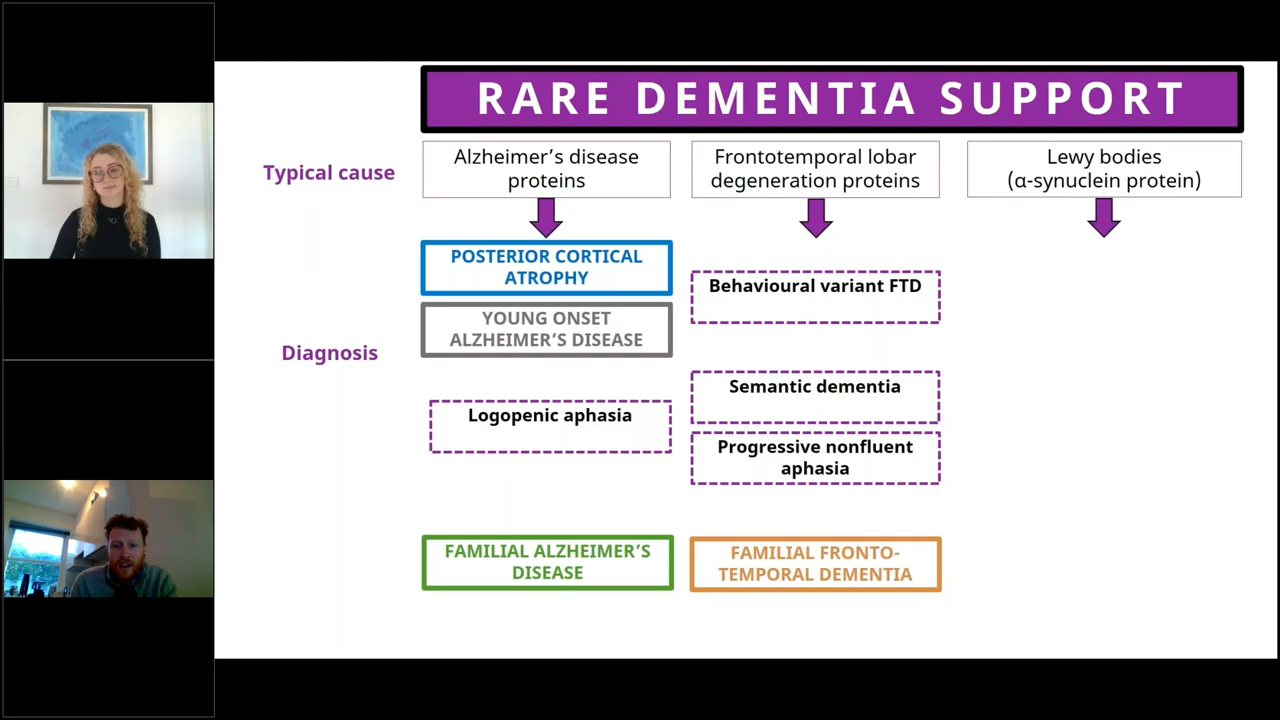 RARE DEMENTIA SUPPORT
Typical cause
Alzheimer’s disease
proteins
Frontotemporal lobar
degeneration proteins
Lewy bodies
(α-synuclein protein)
Diagnosis
POSTERIOR CORTICAL
ATROPHY
YOUNG ONSET
ALZHEIMER’S DISEASE
Logopenic aphasia
FAMILIAL ALZHEIMER’S
DISEASE
Behavioural variant FTD
Semantic dementia
Progressive nonfluent
aphasia
FAMILIAL FRONTO-
TEMPORAL DEMENTIA